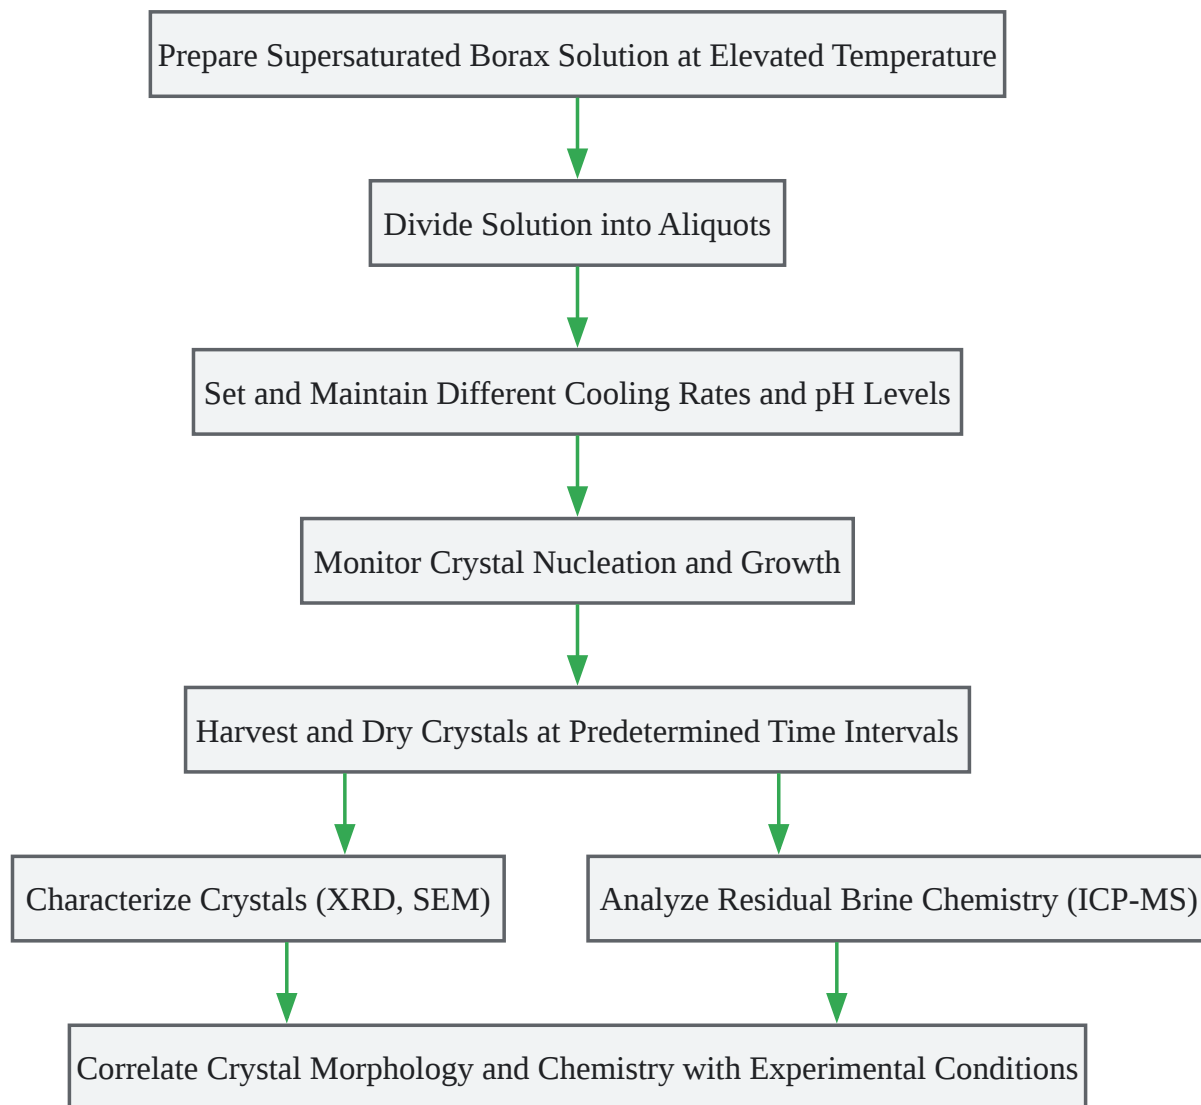 Prepare Supersaturated Borax Solution at Elevated Temperature
Divide Solution into Aliquots
Set and Maintain Different Cooling Rates and pH Levels
Monitor Crystal Nucleation and Growth
Harvest and Dry Crystals at Predetermined Time Intervals
Characterize Crystals (XRD, SEM)
Analyze Residual Brine Chemistry (ICP-MS)
Correlate Crystal Morphology and Chemistry with Experimental Conditions